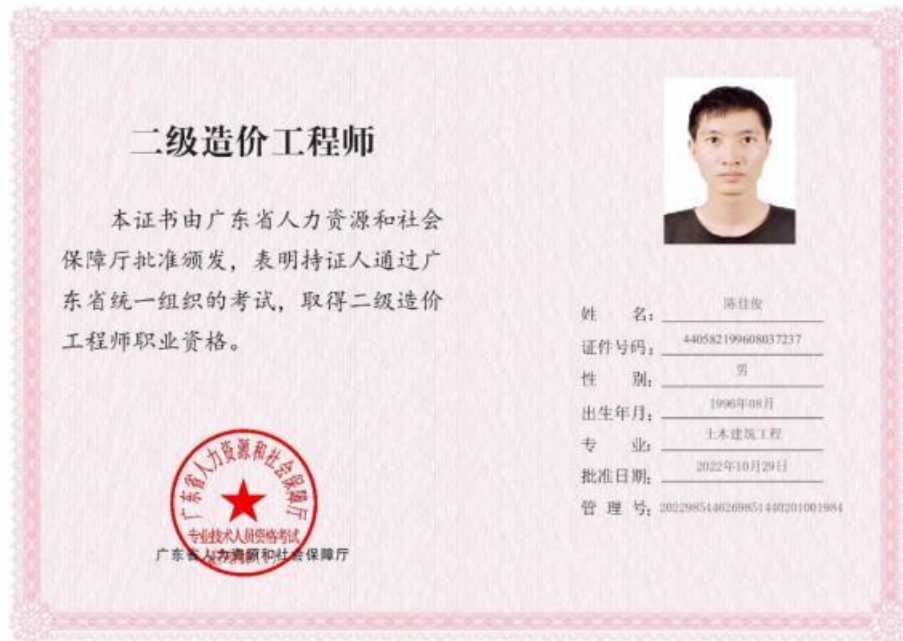 二级造价工程师
本证书由广东省人力资源和社会
保障厅批准颁发，表明持证人通过广
东省统一组织的考试，取得二级造价
工程师职业资格。
广东省人力资源和社会保障厅
专业技术人员资格考试
广东省人力资源和社会保障厅
姓 名： 陈佳俊
证件号码： 440582199608037237
性 别： 男
出生年月： 1996年08月
专 业： 土木建筑工程
批准日期： 2022年10月29日
管 理 号： 20229854462698514402010019​84